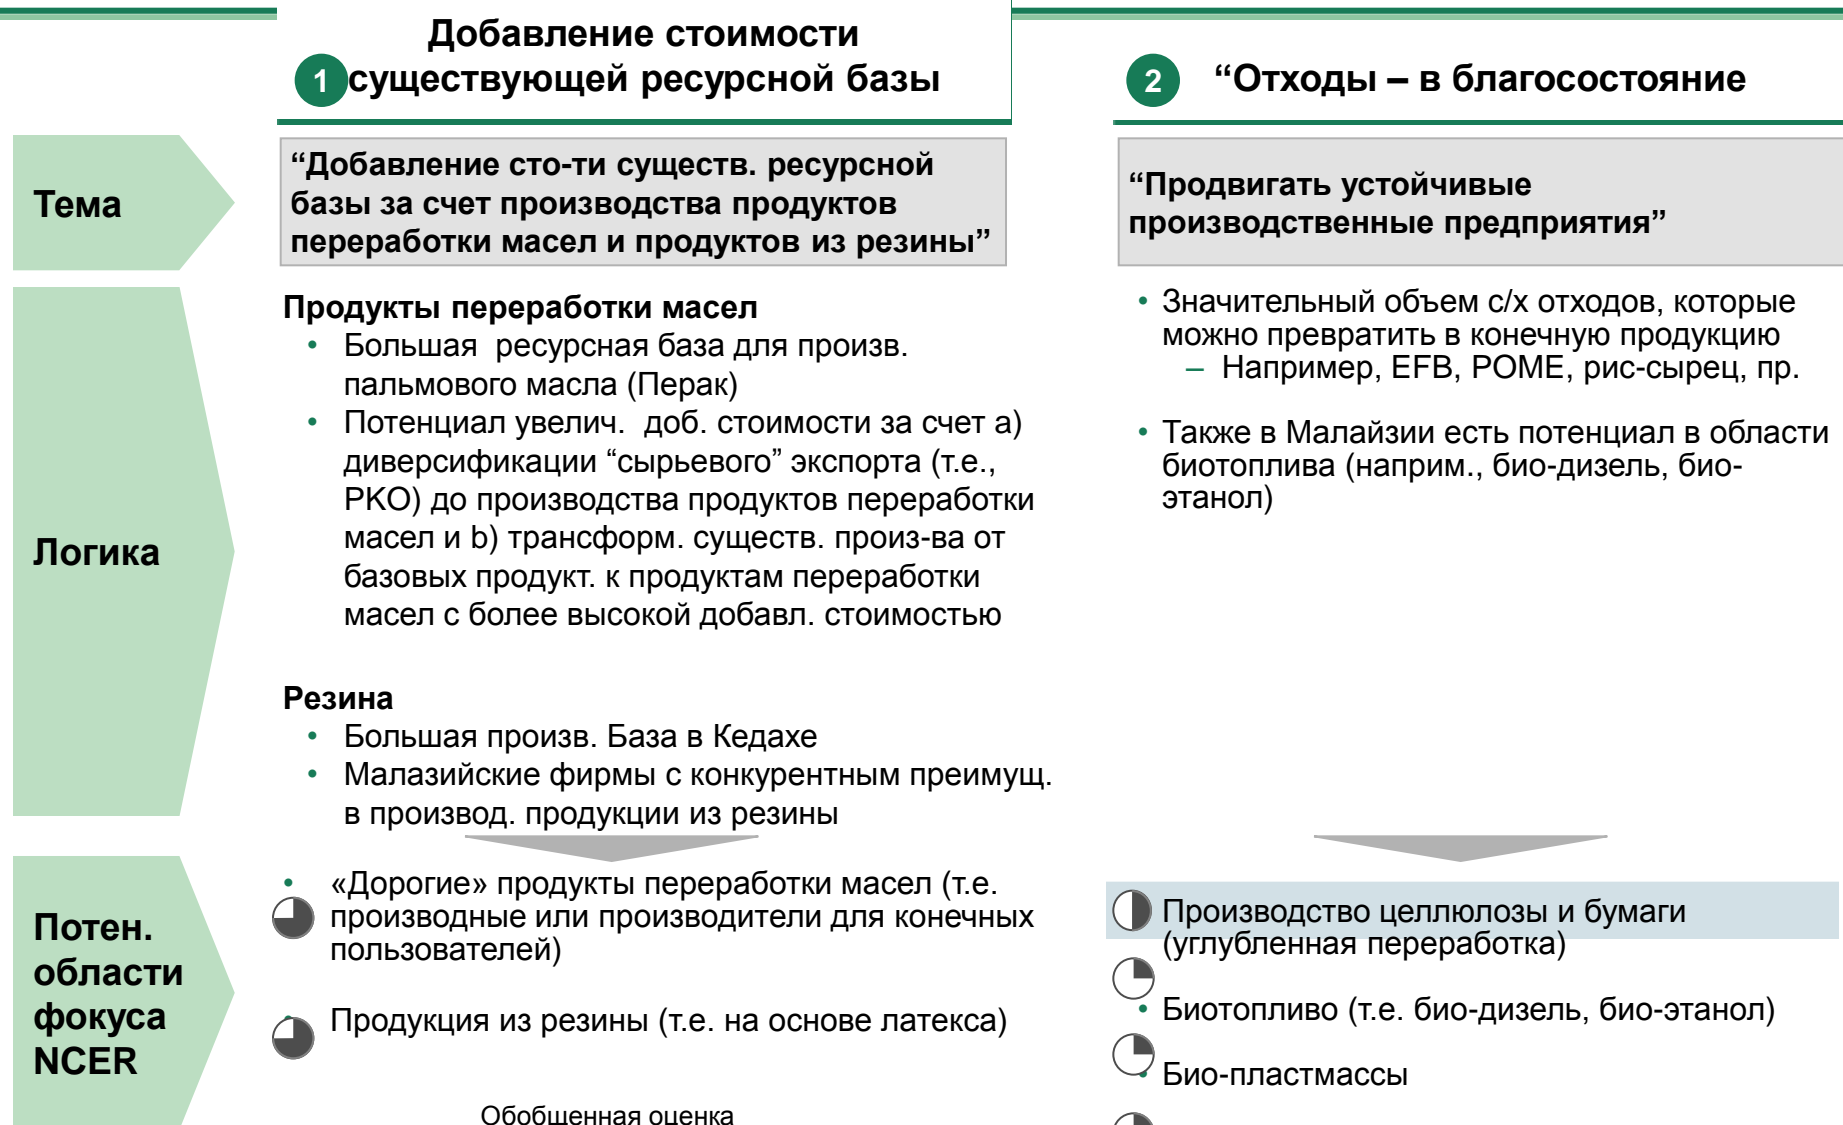 Добавление стоимости
1 существующей ресурсной базы
2 “Отходы – в благосостояние
Тема
“Добавление сто-ти существ. ресурсной
базы за счет производства продуктов
переработки масел и продуктов из резины”
“Продвигать устойчивые
производственные предприятия”
Логика
Продукты переработки масел
• Большая ресурсная база для произв.
пальмового масла (Перак)
• Потенциал увелич. доб. стоимости за счет a)
диверсификации “сырьевого” экспорта (т.е.,
PKO) до производства продуктов переработки
масел и b) трансформ. существ. произ-ва от
базовых продукт. к продуктам переработки
масел с более высокой добавл. стоимостью
Резина
• Большая произв. База в Кедахе
• Малазийские фирмы с конкурентным преимущ.
в производ. продукции из резины
• Значительный объем с/х отходов, которые
можно превратить в конечную продукцию
– Например, EFB, POME, рис-сырец, пр.
• Также в Малайзии есть потенциал в области
биотоплива (наприм., био-дизель, био-
этанол)
Потен.
области
фокуса
NCER
• «Дорогие» продукты переработки масел (т.е.
производные или производители для конечных
пользователей)
• Продукция из резины (т.е. на основе латекса)
Производство целлюлозы и бумаги
(углубленная переработка)
• Биотопливо (т.е. био-дизель, био-этанол)
• Био-пластмассы
Обобщенная оценка